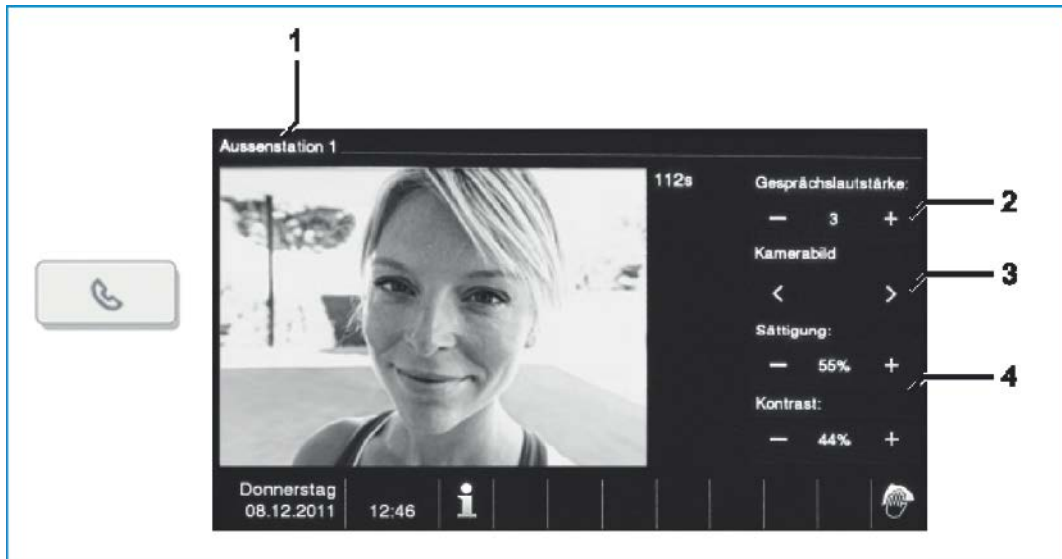 1
Aussenstation 1
112s
Gesprächslautstärke:
2
− 3 +
Kamerabild
3
< >
Sättigung:
− 55% +
4
Kontrast:
− 44% +
Donnerstag
08.12.2011
12:46
i